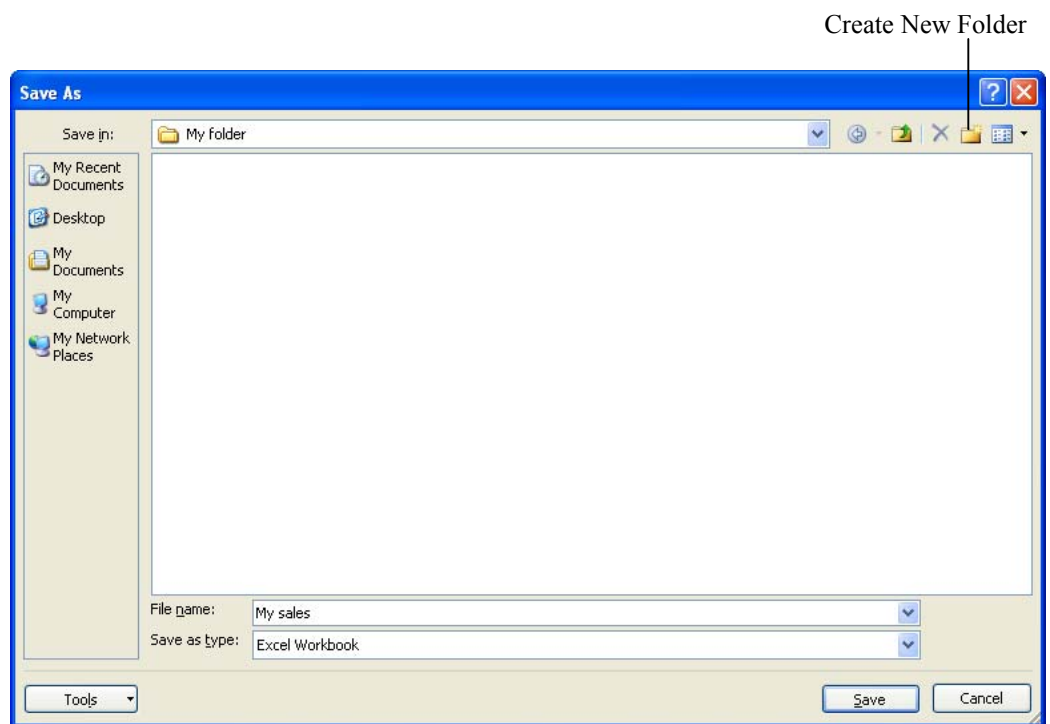 Create New Folder
Save As
Save in:
My folder
My Recent
Documents
Desktop
My
Documents
My
Computer
My Network
Places
File name:
My sales
Save as type:
Excel Workbook
Tools
Save
Cancel